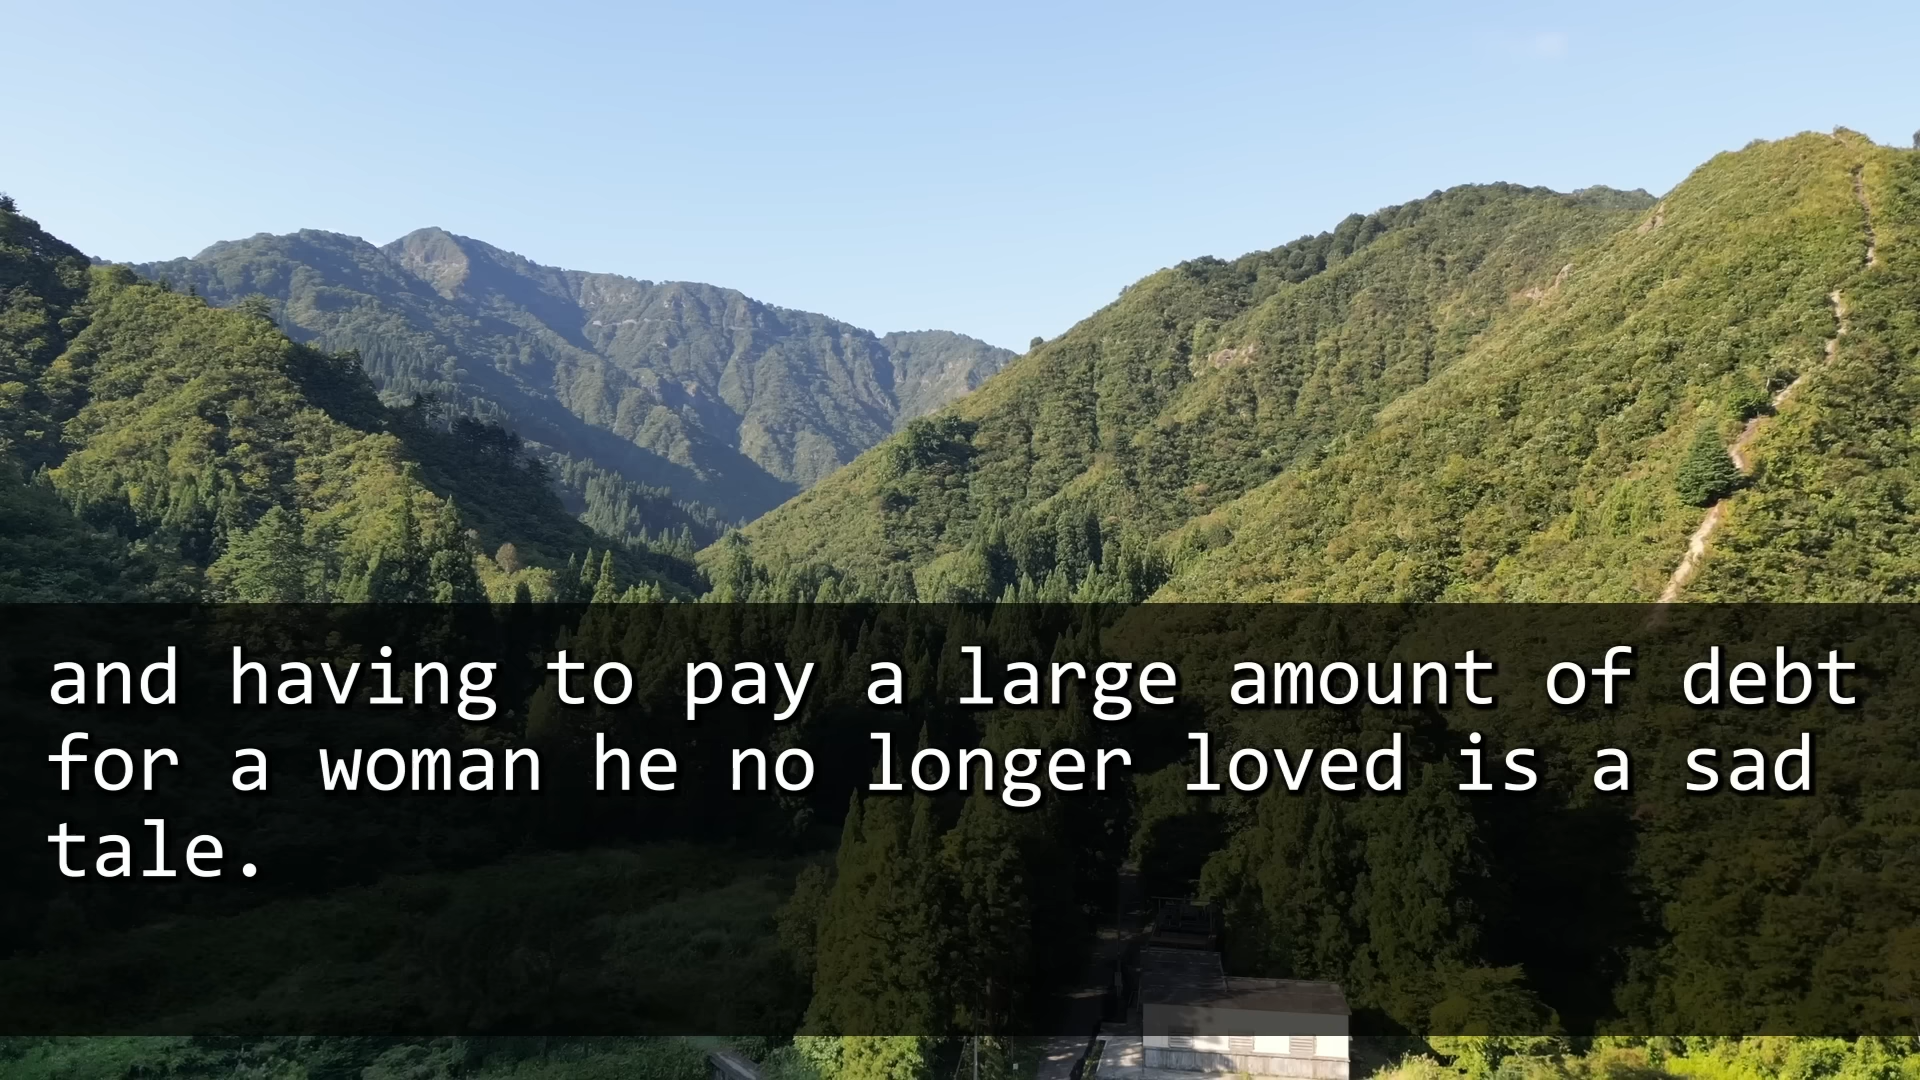 and having to pay a large amount of debt
for a woman he no longer loved is a sad
tale.